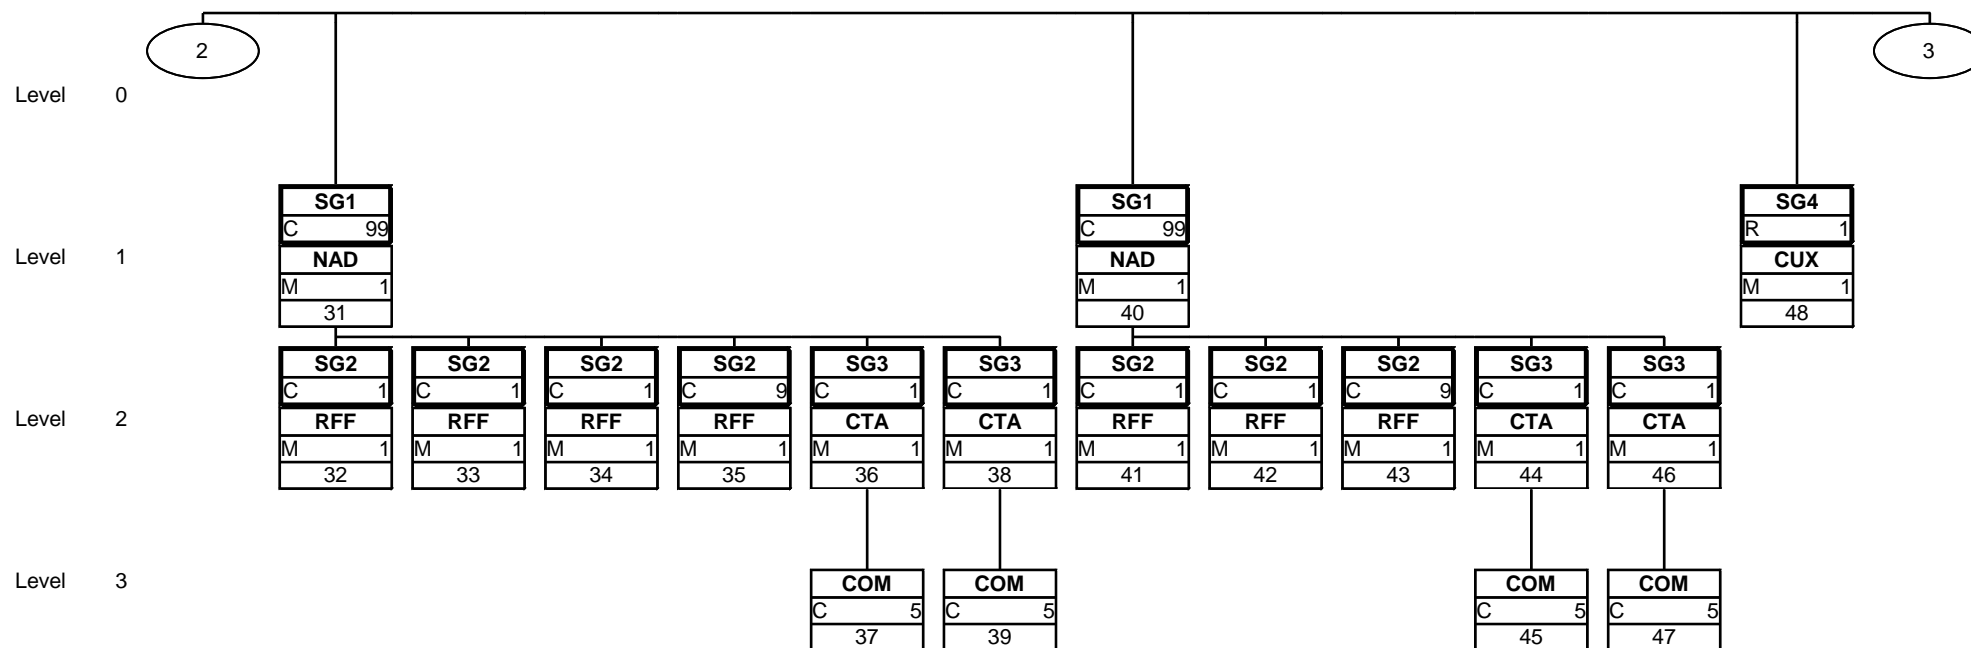 2 3
Level 0
SG1 SG1 SG4
C 99 C 99 R 1
Level 1 NAD NAD CUX
M 1 M 1 M 1
31 40 48
SG2 SG2 SG2 SG2 SG3 SG3 SG2 SG2 SG2 SG3 SG3
C 1 C 1 C 1 C 9 C 1 C 1 C 1 C 1 C 9 C 1 C 1
Level 2 RFF RFF RFF RFF CTA CTA RFF RFF RFF CTA CTA
M 1 M 1 M 1 M 1 M 1 M 1 M 1 M 1 M 1 M 1 M 1
32 33 34 35 36 38 41 42 43 44 46
Level 3 COM COM COM COM
C 5 C 5 C 5 C 5
37 39 45 47